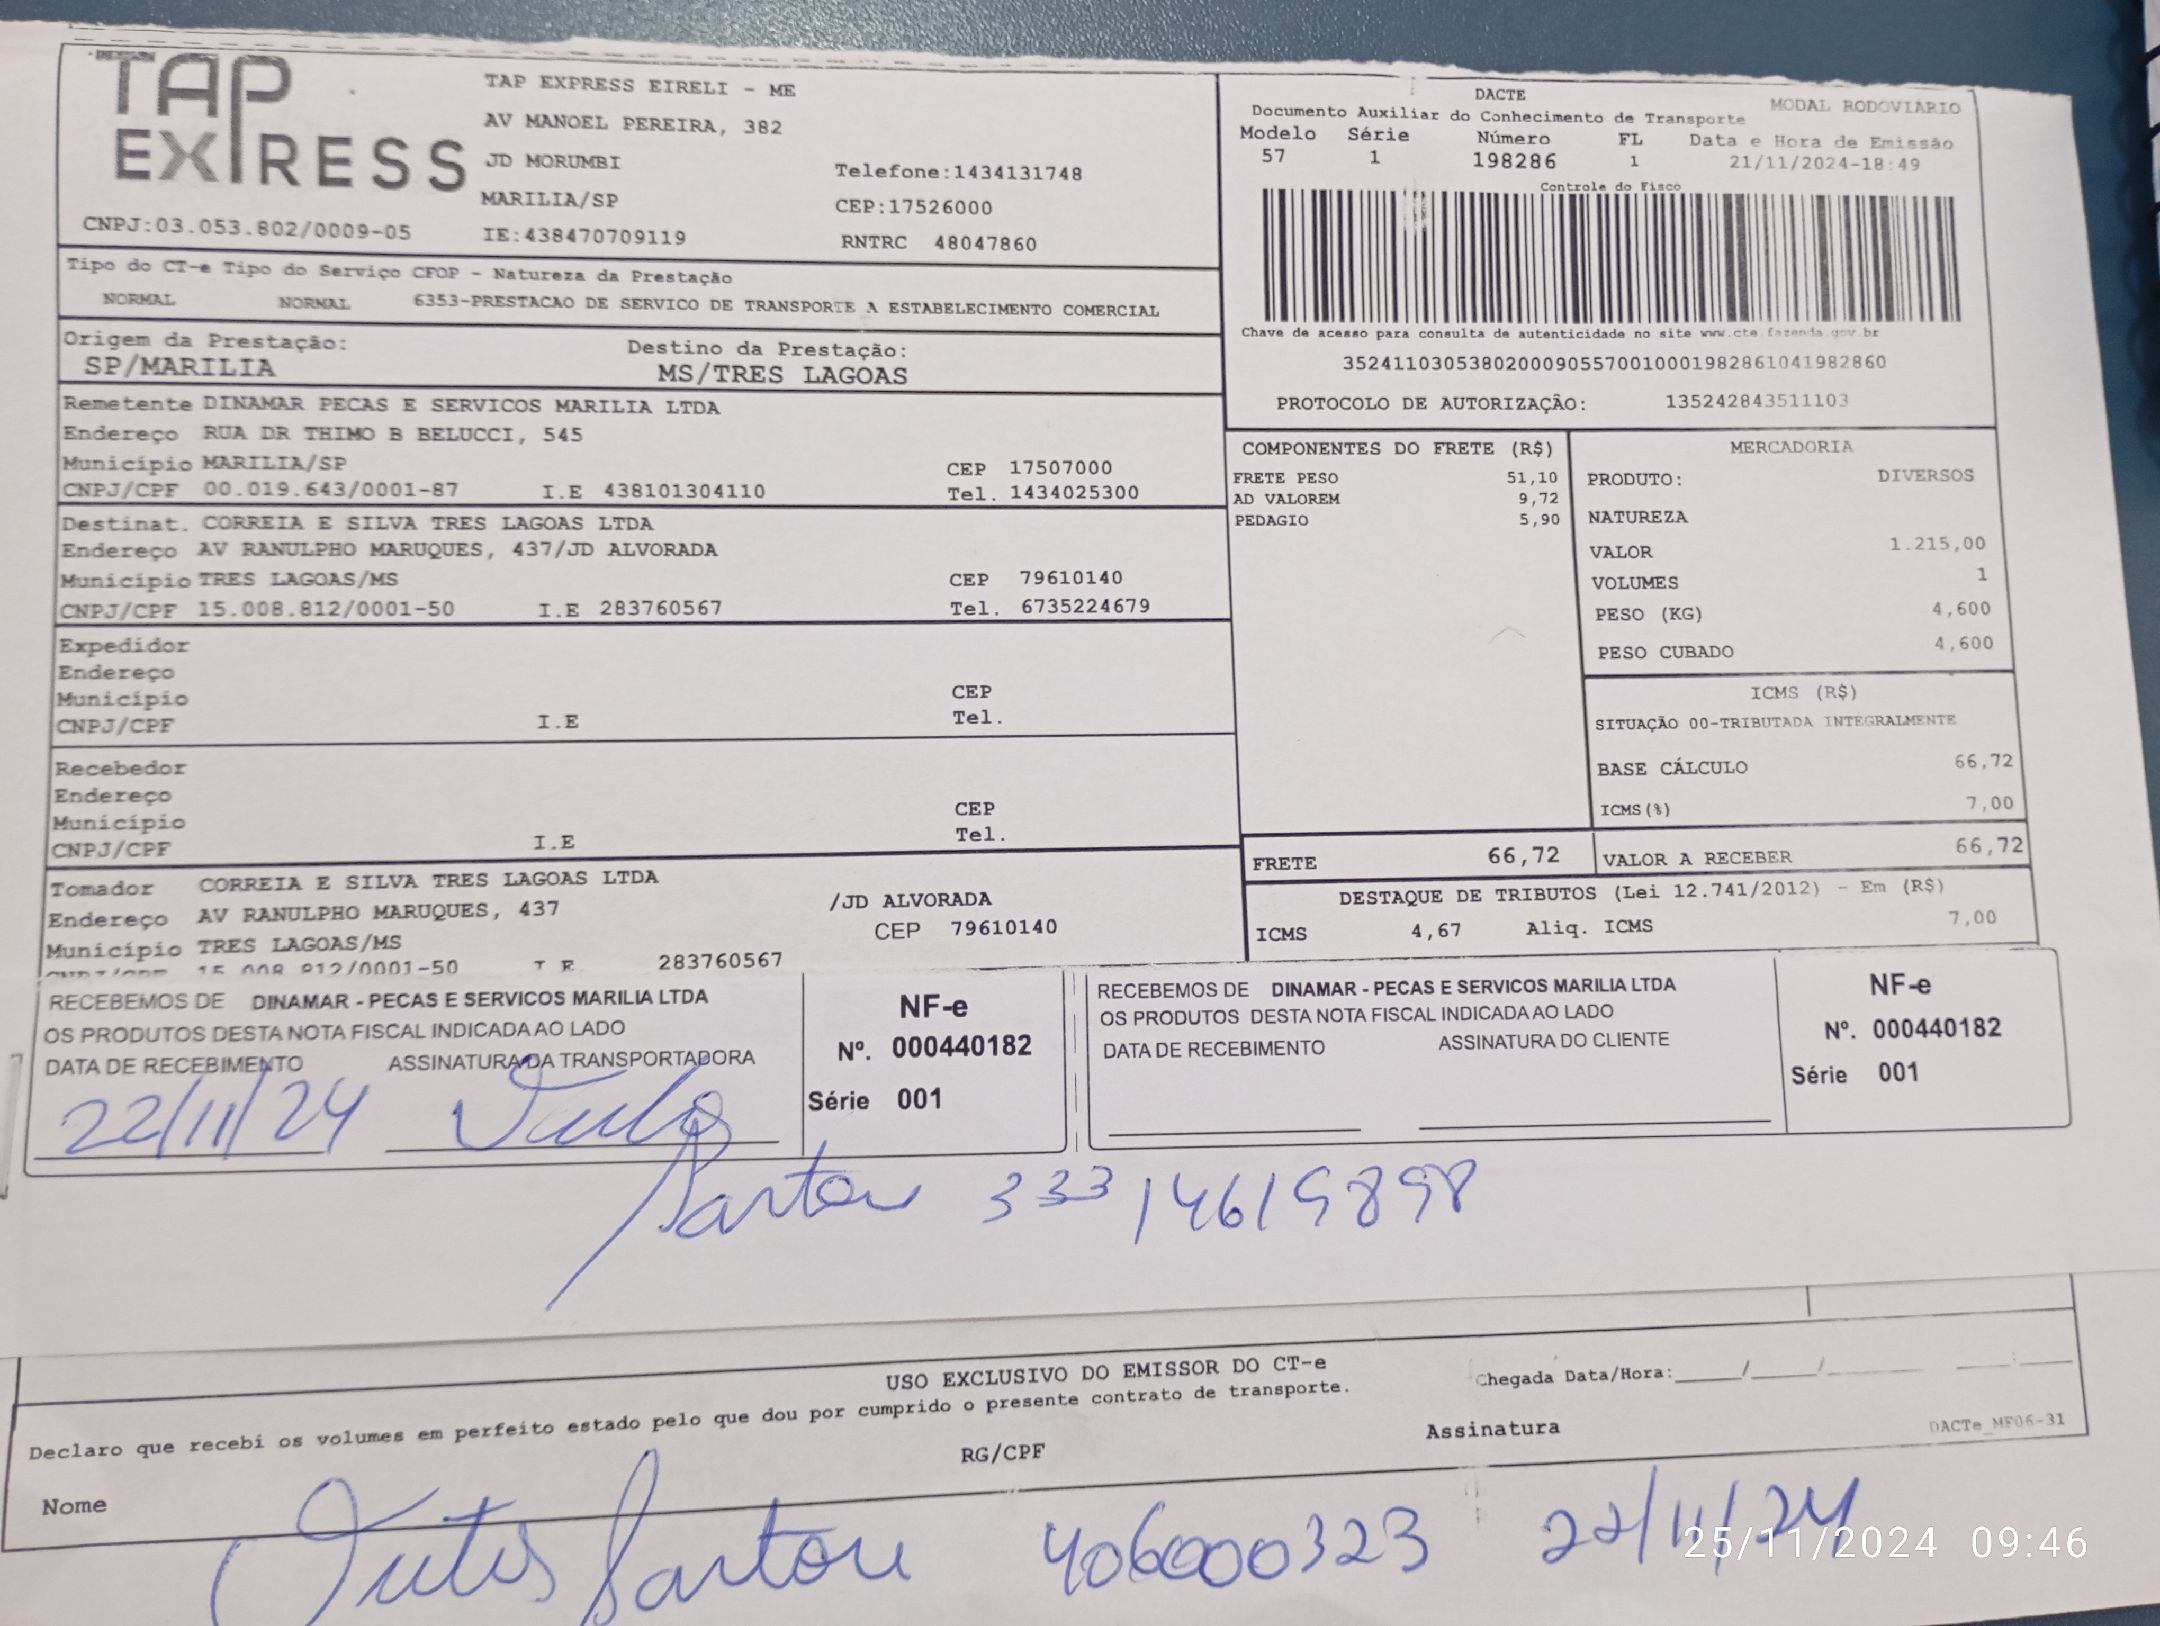 TAP EXPRESS
TAP EXPRESS EIRELI - ME
AV MANOEL PEREIRA, 382
JD MORUMBI
Telefone:1434131748
MARILIA/SP
CEP:17526000
CNPJ:03.053.802/0009-05
IE:438470709119
RNTRC 48047860
DACTE
MODAL RODOVIÁRIO
Documento Auxiliar do Conhecimento de Transporte
Modelo Série Número FL Data e Hora de Emissão
57 1 198286 1 21/11/2024-18:49
Controle do Fisco
Chave de acesso para consulta de autenticidade no site www.cte.fazenda.gov.br
35241103053802000905570010001982861041982860
PROTOCOLO DE AUTORIZAÇÃO: 135242843511103
Tipo do CT-e Tipo do Serviço CFOP - Natureza da Prestação
NORMAL NORMAL 6353-PRESTACAO DE SERVICO DE TRANSPORTE A ESTABELECIMENTO COMERCIAL
Origem da Prestação: Destino da Prestação:
SP/MARILIA MS/TRES LAGOAS
Remetente DINAMAR PECAS E SERVICOS MARILIA LTDA
Endereço RUA DR THIMO B BELUCCI, 545
Município MARILIA/SP CEP 17507000
CNPJ/CPF 00.019.643/0001-87 I.E 438101304110 Tel. 1434025300
Destinat. CORREIA E SILVA TRES LAGOAS LTDA
Endereço AV RANULPHO MARUQUES, 437/JD ALVORADA
Município TRES LAGOAS/MS CEP 79610140
CNPJ/CPF 15.008.812/0001-50 I.E 283760567 Tel. 6735224679
Expedidor
Endereço
Município CEP
CNPJ/CPF I.E Tel.
Recebedor
Endereço
Município CEP
CNPJ/CPF I.E Tel.
Tomador CORREIA E SILVA TRES LAGOAS LTDA
Endereço AV RANULPHO MARUQUES, 437 /JD ALVORADA
Município TRES LAGOAS/MS CEP 79610140
CNPJ/CPF 15.008.812/0001-50 I.E 283760567
COMPONENTES DO FRETE (R$)
FRETE PESO 51,10
AD VALOREM 9,72
PEDAGIO 5,90
MERCADORIA
PRODUTO: DIVERSOS
NATUREZA
VALOR 1.215,00
VOLUMES 1
PESO (KG) 4,600
PESO CUBADO 4,600
ICMS (R$)
SITUAÇÃO 00-TRIBUTADA INTEGRALMENTE
BASE CÁLCULO 66,72
ICMS(%) 7,00
FRETE 66,72
VALOR A RECEBER 66,72
DESTAQUE DE TRIBUTOS (Lei 12.741/2012) - Em (R$)
ICMS 4,67 Aliq. ICMS 7,00
RECEBEMOS DE DINAMAR - PECAS E SERVICOS MARILIA LTDA
OS PRODUTOS DESTA NOTA FISCAL INDICADA AO LADO
DATA DE RECEBIMENTO ASSINATURA DA TRANSPORTADORA
22/11/24
NF-e
Nº. 000440182
Série 001
RECEBEMOS DE DINAMAR - PECAS E SERVICOS MARILIA LTDA
OS PRODUTOS DESTA NOTA FISCAL INDICADA AO LADO
DATA DE RECEBIMENTO ASSINATURA DO CLIENTE
NF-e
Nº. 000440182
Série 001
USO EXCLUSIVO DO EMISSOR DO CT-e
Chegada Data/Hora:____/____/____ __:__
Declaro que recebi os volumes em perfeito estado pelo que dou por cumprido o presente contrato de transporte.
Nome RG/CPF Assinatura
DACTe_MF06-31
406000323 22/11/24
25/11/2024 09:46